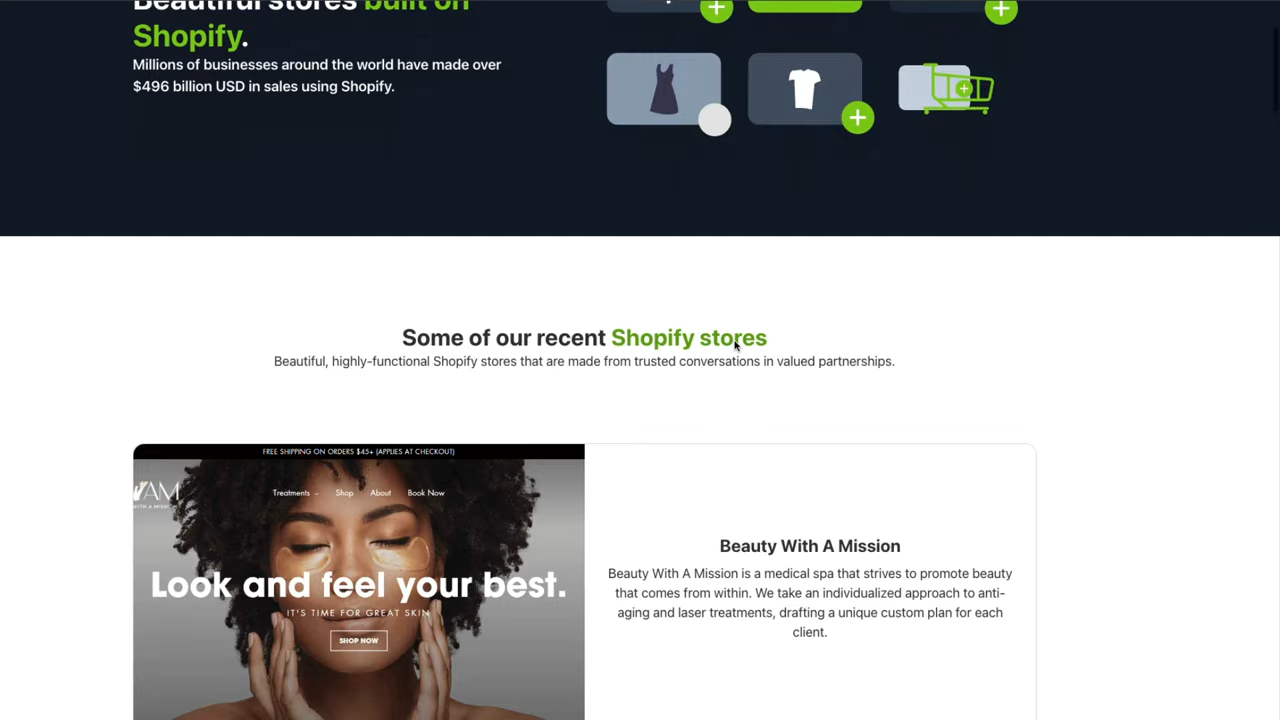 Beautiful stores built on
Shopify.
Millions of businesses around the world have made over
$496 billion USD in sales using Shopify.
Some of our recent Shopify stores
Beautiful, highly-functional Shopify stores that are made from trusted conversations in valued partnerships.
FREE SHIPPING ON ORDERS $45+ (APPLIES AT CHECKOUT)
Treatments Shop About Book Now
WITH A MISSION
Look and feel your best.
IT'S TIME FOR GREAT SKIN
SHOP NOW
Beauty With A Mission
Beauty With A Mission is a medical spa that strives to promote beauty
that comes from within. We take an individualized approach to anti-
aging and laser treatments, drafting a unique custom plan for each
client.